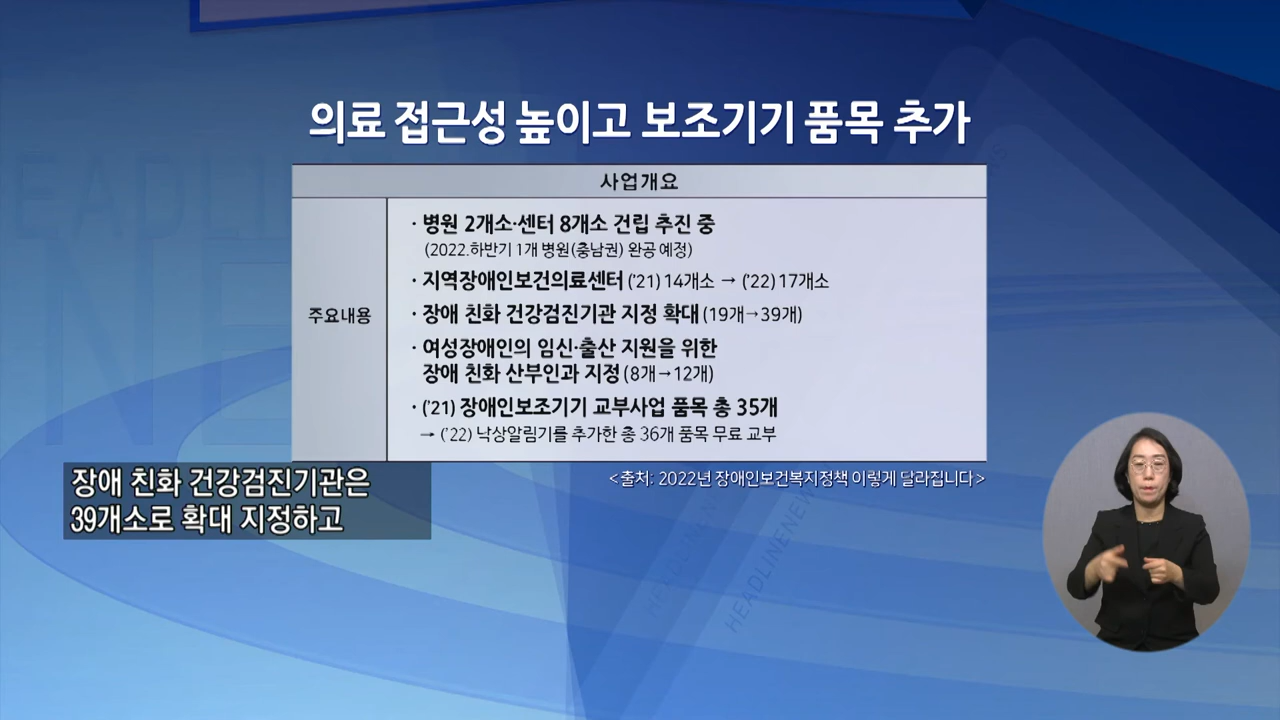 의료 접근성 높이고 보조기기 품목 추가
사업개요
주요내용
· 병원 2개소·센터 8개소 건립 추진 중
(2022.하반기 1개 병원(충남권) 완공 예정)
· 지역장애인보건의료센터 ('21) 14개소 → ('22) 17개소
· 장애 친화 건강검진기관 지정 확대 (19개→39개)
· 여성장애인의 임신·출산 지원을 위한
장애 친화 산부인과 지정 (8개→12개)
· ('21) 장애인보조기기 교부사업 품목 총 35개
→ ('22) 낙상알림기를 추가한 총 36개 품목 무료 교부
<출처: 2022년 장애인보건복지정책 이렇게 달라집니다>
장애 친화 건강검진기관은
39개소로 확대 지정하고
HEADLINENEW